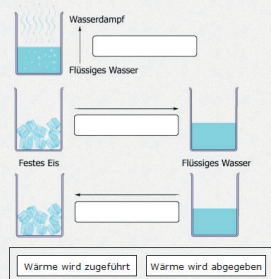 Wasserdampf
Flüssiges Wasser
Festes Eis
Flüssiges Wasser
Wärme wird zugeführt
Wärme wird abgegeben